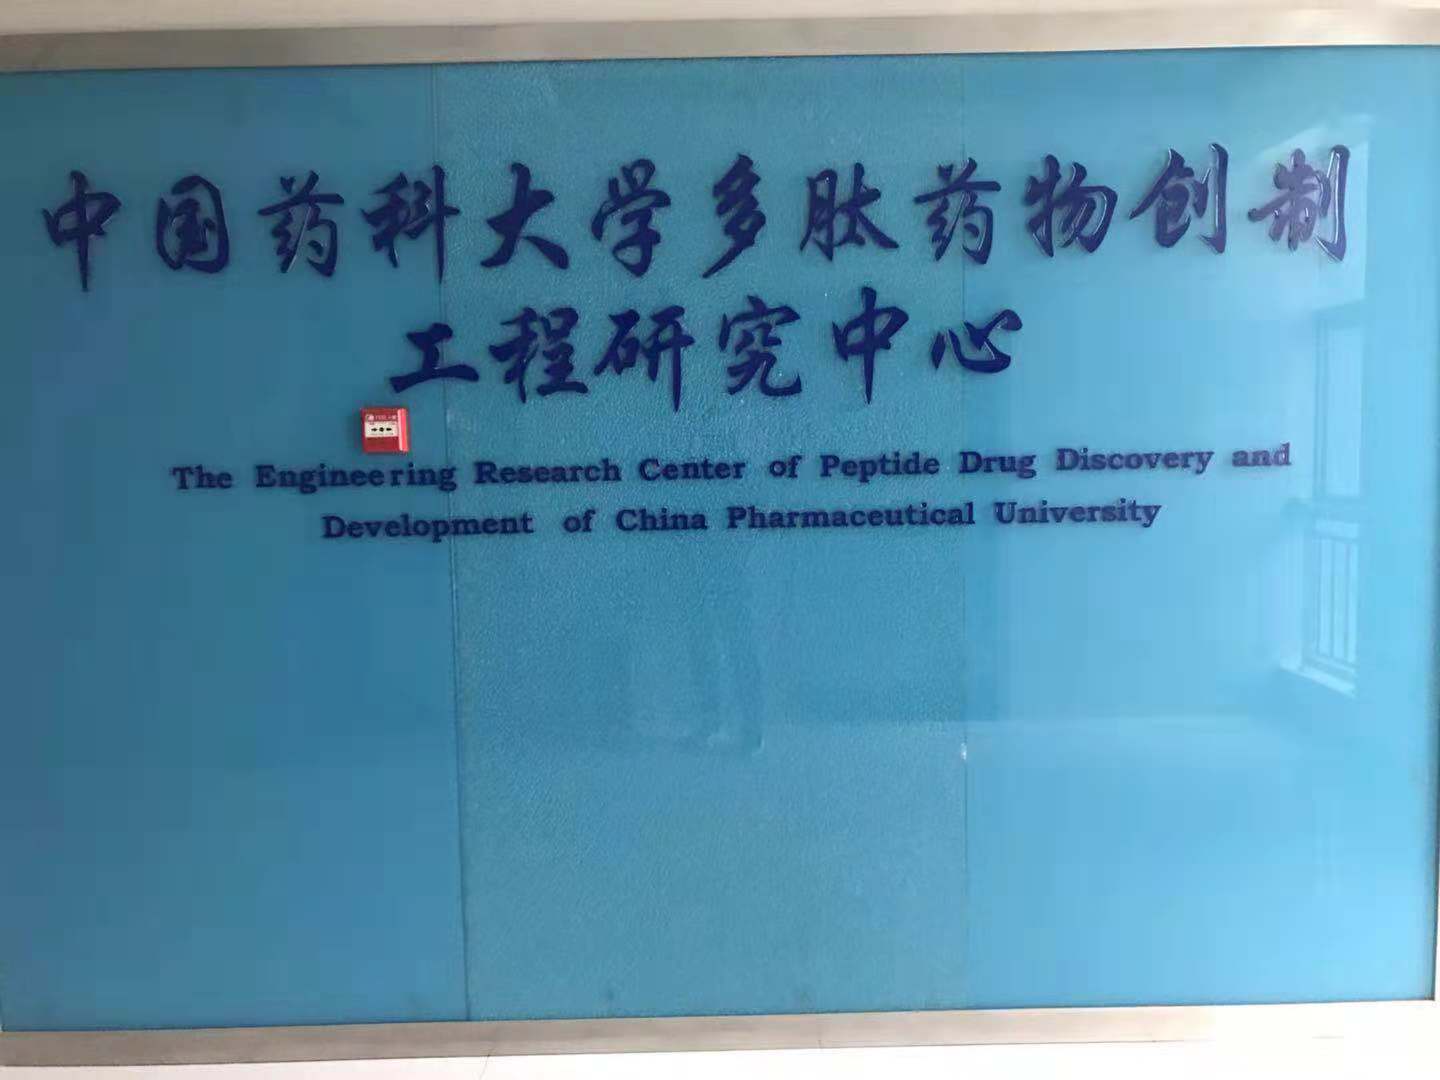 中国药科大学多肽药物创制
工程研究中心
The Engineering Research Center of Peptide Drug Discovery and
Development of China Pharmaceutical University